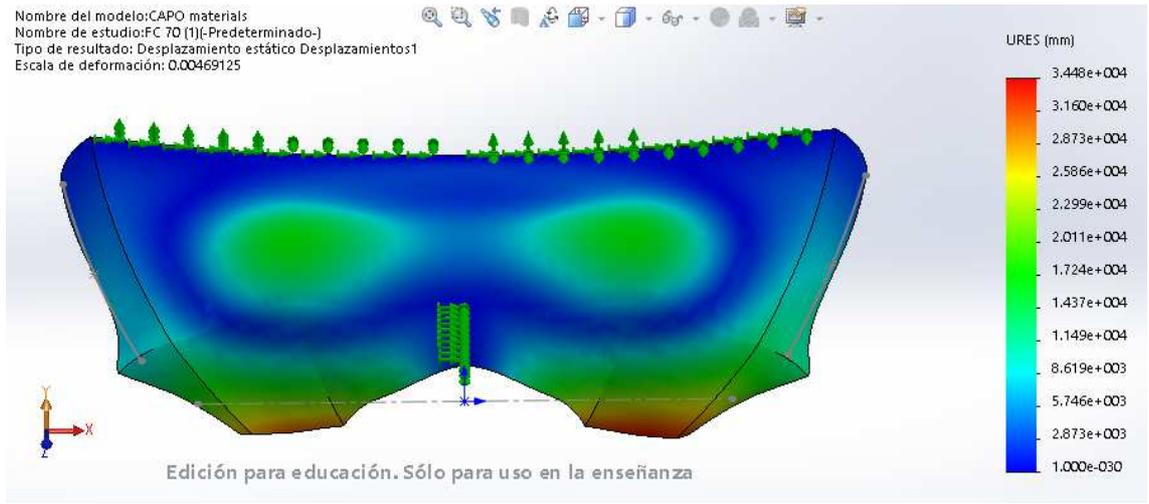 Nombre del modelo:CAPO materials
Nombre de estudio:FC 70 (1)(-Predeterminado-)
Tipo de resultado: Desplazamiento estático Desplazamientos1
Escala de deformación: 0.00469125
URES (mm)
3.448e+004
3.160e+004
2.873e+004
2.586e+004
2.299e+004
2.011e+004
1.724e+004
1.437e+004
1.149e+004
8.619e+003
5.746e+003
2.873e+003
1.000e-030
Y
X
Z
Edición para educación. Sólo para uso en la enseñanza